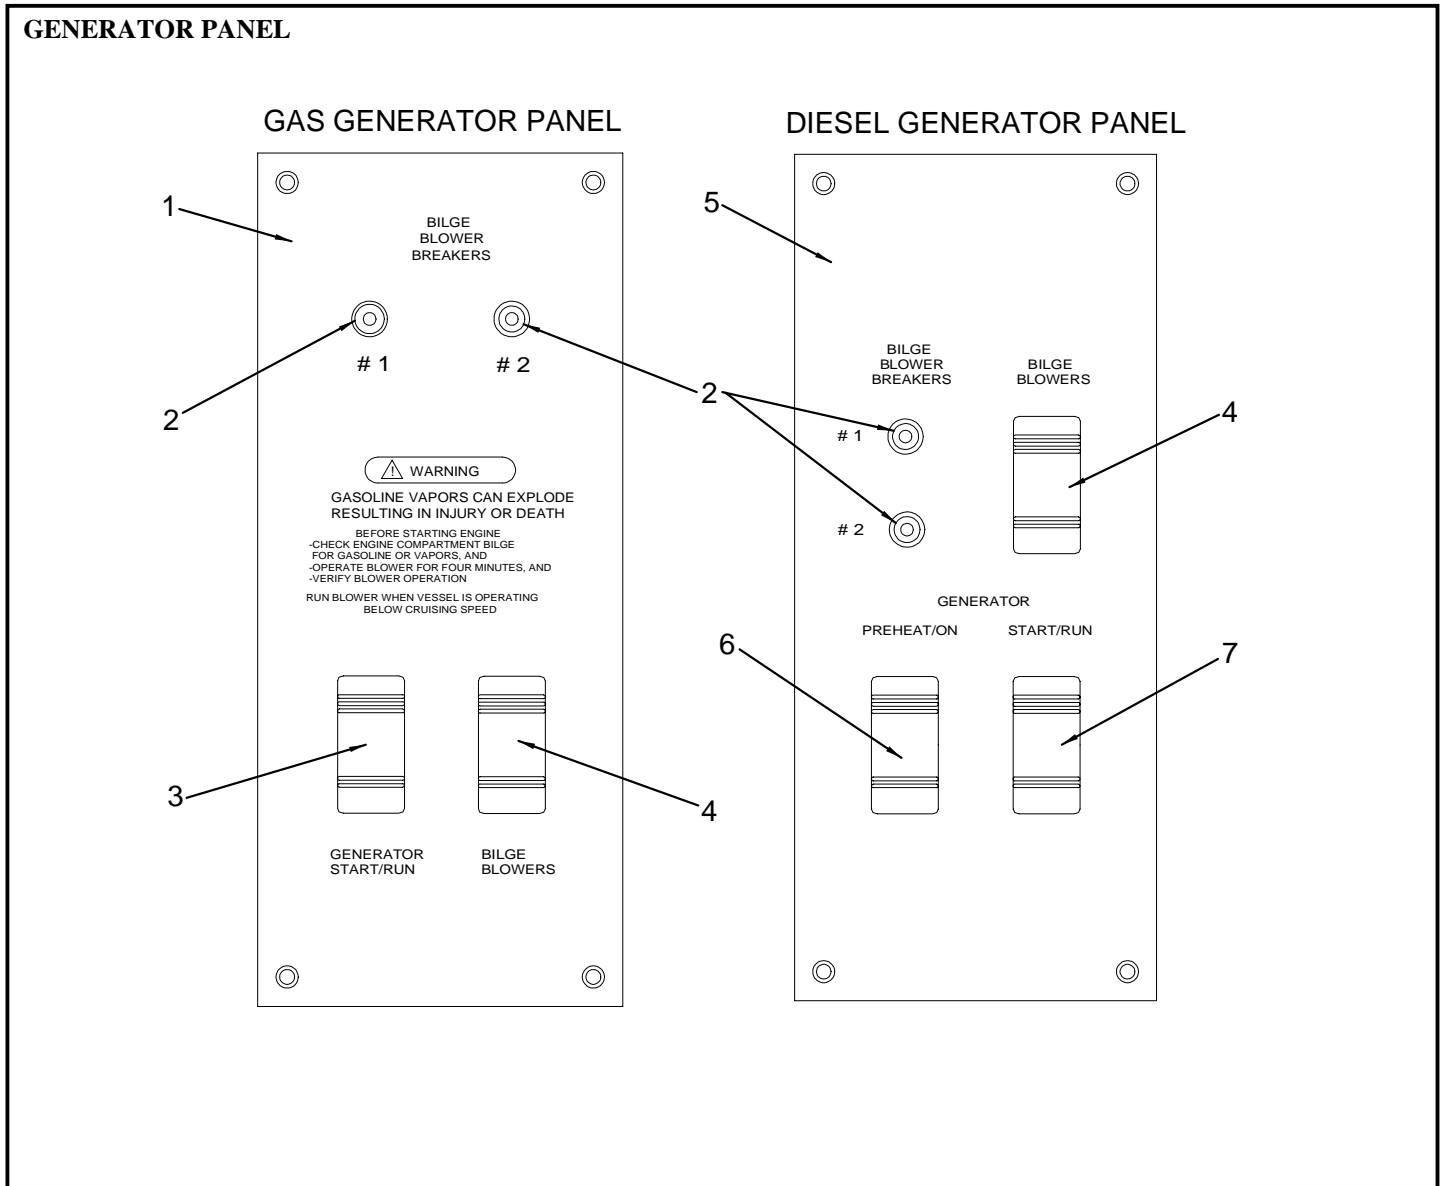 GENERATOR PANEL
GAS GENERATOR PANEL
1
BILGE
BLOWER
BREAKERS
# 1
# 2
2
2
WARNING
GASOLINE VAPORS CAN EXPLODE
RESULTING IN INJURY OR DEATH
BEFORE STARTING ENGINE
-CHECK ENGINE COMPARTMENT BILGE
FOR GASOLINE OR VAPORS, AND
-OPERATE BLOWER FOR FOUR MINUTES, AND
-VERIFY BLOWER OPERATION
RUN BLOWER WHEN VESSEL IS OPERATING
BELOW CRUISING SPEED
3
4
GENERATOR
START/RUN
BILGE
BLOWERS
DIESEL GENERATOR PANEL
5
BILGE
BLOWER
BREAKERS
BILGE
BLOWERS
# 1
# 2
4
GENERATOR
PREHEAT/ON
START/RUN
6
7